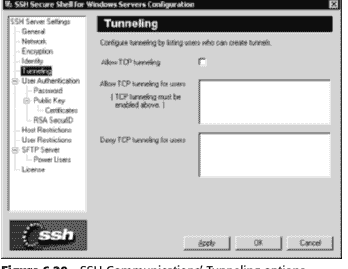 SSH Secure Shell for Windows Servers Configuration
SSH Server Settings
General
Network
Encryption
Identity
Tunneling
User Authentication
Password
Public Key
Certificates
RSA SecurID
Host Restrictions
User Restrictions
SFTP Server
Power Users
License
Tunneling
Configure tunneling by listing users who can create tunnels.
Allow TCP tunneling
Allow TCP tunneling for users
( TCP tunneling must be
enabled above. )
Deny TCP tunneling for users
ssh
Apply
OK
Cancel
SSH Communications' Tunneling options